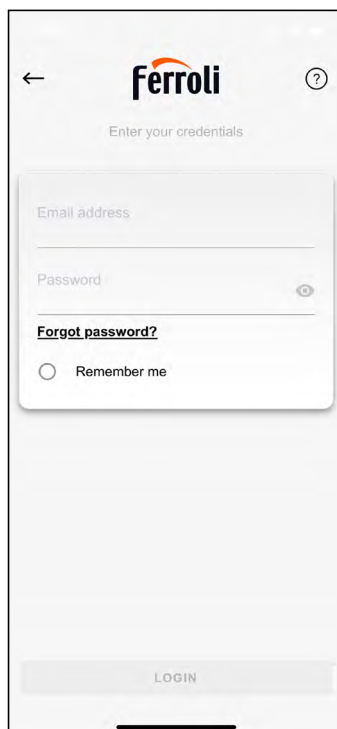 Ferroli
?
Enter your credentials
Email address
Password
Forgot password?
Remember me
LOGIN